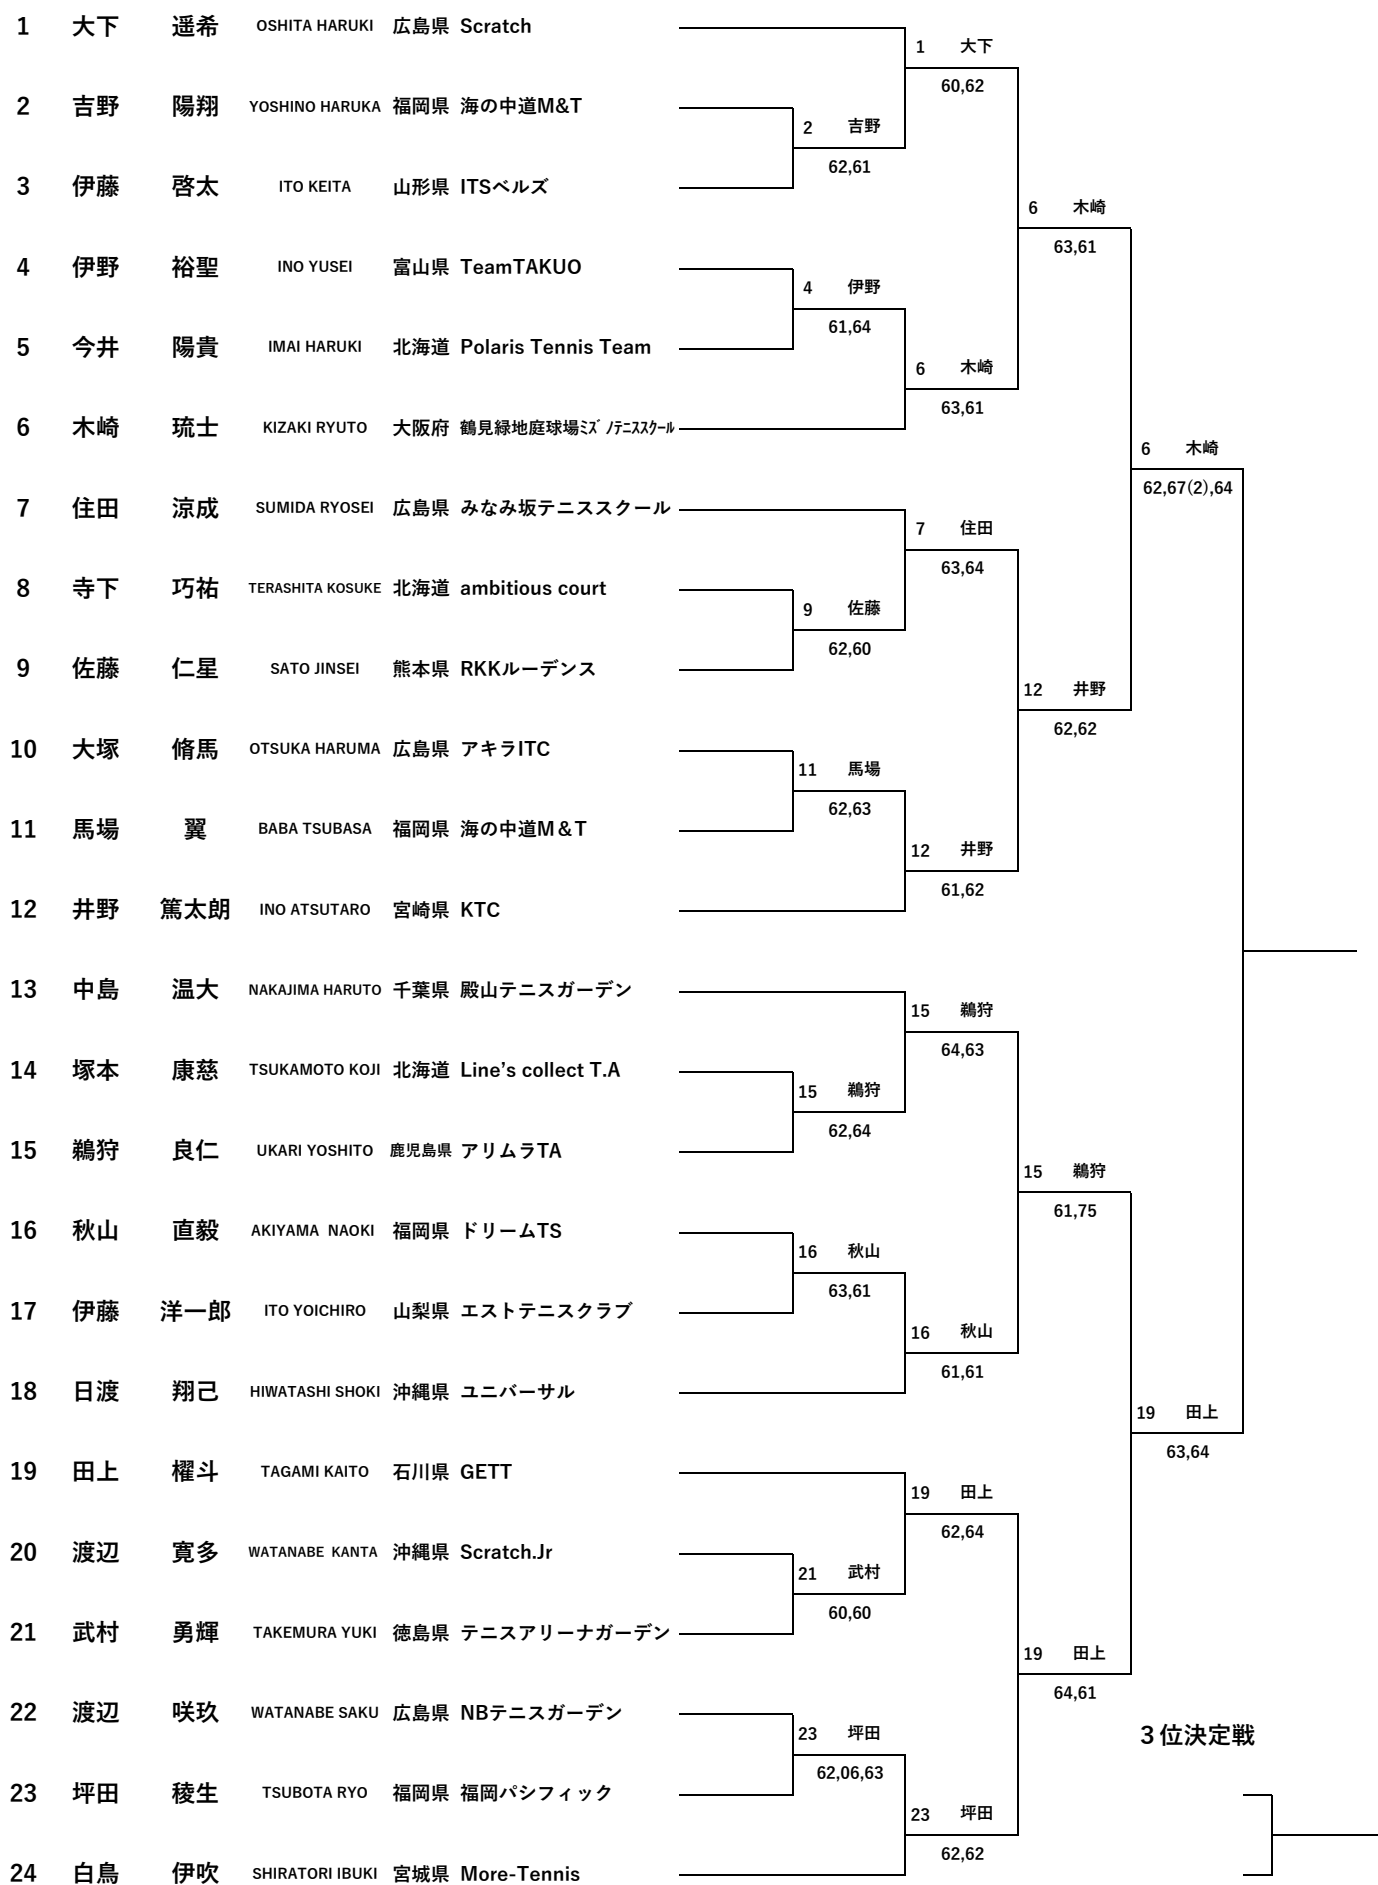 1 大下 遥希 OSHITA HARUKI 広島県 Scratch
1 大下
60,62
2 吉野 陽翔 YOSHINO HARUKA 福岡県 海の中道M&T
2 吉野
62,61
3 伊藤 啓太 ITO KEITA 山形県 ITSベルズ
6 木崎
63,61
4 伊野 裕聖 INO YUSEI 富山県 TeamTAKUO
4 伊野
61,64
5 今井 陽貴 IMAI HARUKI 北海道 Polaris Tennis Team
6 木崎
63,61
6 木崎 琉士 KIZAKI RYUTO 大阪府 鶴見緑地庭球場ミズノテニススクール
6 木崎
62,67(2),64
7 住田 涼成 SUMIDA RYOSEI 広島県 みなみ坂テニススクール
7 住田
63,64
8 寺下 巧祐 TERASHITA KOSUKE 北海道 ambitious court
9 佐藤
62,60
9 佐藤 仁星 SATO JINSEI 熊本県 RKKルーデンス
12 井野
62,62
10 大塚 脩馬 OTSUKA HARUMA 広島県 アキラITC
11 馬場
62,63
11 馬場 翼 BABA TSUBASA 福岡県 海の中道M＆T
12 井野
61,62
12 井野 篤太朗 INO ATSUTARO 宮崎県 KTC
13 中島 温大 NAKAJIMA HARUTO 千葉県 殿山テニスガーデン
15 鵜狩
64,63
14 塚本 康慈 TSUKAMOTO KOJI 北海道 Line’s collect T.A
15 鵜狩
62,64
15 鵜狩 良仁 UKARI YOSHITO 鹿児島県 アリムラTA
15 鵜狩
61,75
16 秋山 直毅 AKIYAMA NAOKI 福岡県 ドリームTS
16 秋山
63,61
17 伊藤 洋一郎 ITO YOICHIRO 山梨県 エストテニスクラブ
16 秋山
61,61
18 日渡 翔己 HIWATASHI SHOKI 沖縄県 ユニバーサル
19 田上
63,64
19 田上 櫂斗 TAGAMI KAITO 石川県 GETT
19 田上
62,64
20 渡辺 寛多 WATANABE KANTA 沖縄県 Scratch.Jr
21 武村
60,60
21 武村 勇輝 TAKEMURA YUKI 徳島県 テニスアリーナガーデン
19 田上
64,61
22 渡辺 咲玖 WATANABE SAKU 広島県 NBテニスガーデン
23 坪田
62,06,63
３位決定戦
23 坪田 稜生 TSUBOTA RYO 福岡県 福岡パシフィック
23 坪田
62,62
24 白鳥 伊吹 SHIRATORI IBUKI 宮城県 More-Tennis